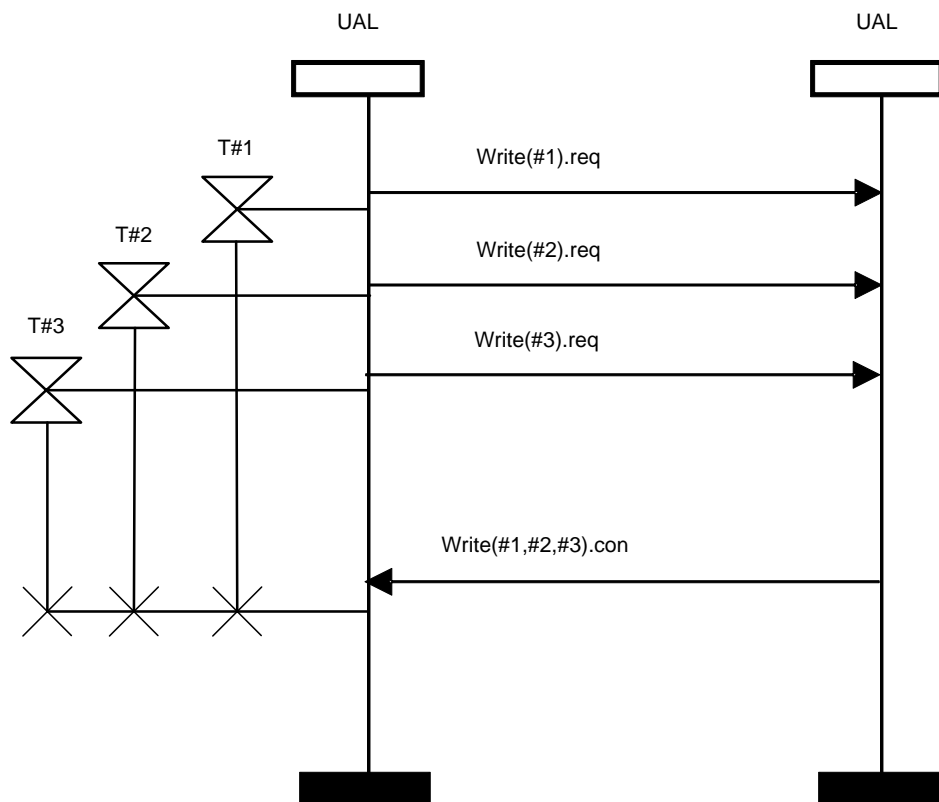 UAL
UAL
T#1
Write(#1).req
T#2
Write(#2).req
T#3
Write(#3).req
Write(#1,#2,#3).con